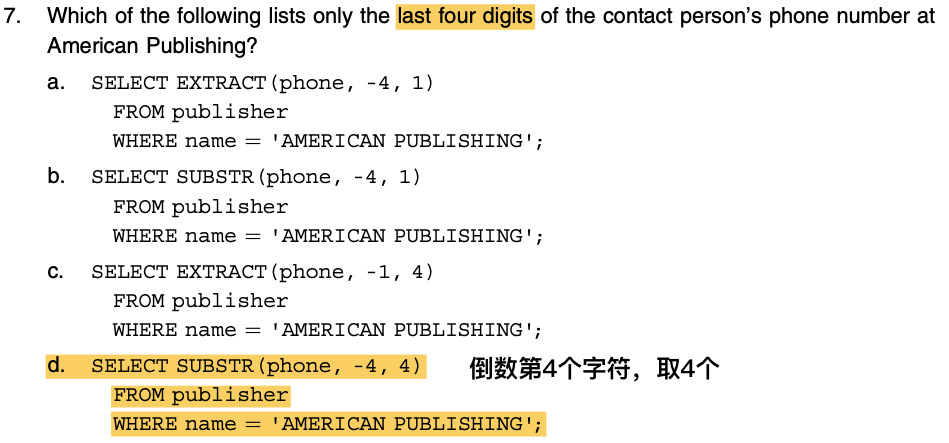 7. Which of the following lists only the last four digits of the contact person’s phone number at
American Publishing?
a. SELECT EXTRACT(phone, -4, 1)
FROM publisher
WHERE name = 'AMERICAN PUBLISHING';
b. SELECT SUBSTR(phone, -4, 1)
FROM publisher
WHERE name = 'AMERICAN PUBLISHING';
c. SELECT EXTRACT(phone, -1, 4)
FROM publisher
WHERE name = 'AMERICAN PUBLISHING';
d. SELECT SUBSTR(phone, -4, 4) 倒数第4个字符，取4个
FROM publisher
WHERE name = 'AMERICAN PUBLISHING';